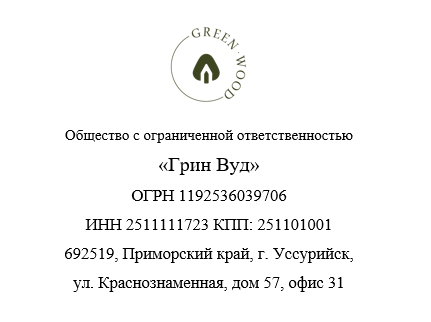 GREEN·WOOD
Общество с ограниченной ответственностью
«Грин Вуд»
ОГРН 1192536039706
ИНН 2511111723 КПП: 251101001
692519, Приморский край, г. Уссурийск,
ул. Краснознаменная, дом 57, офис 31